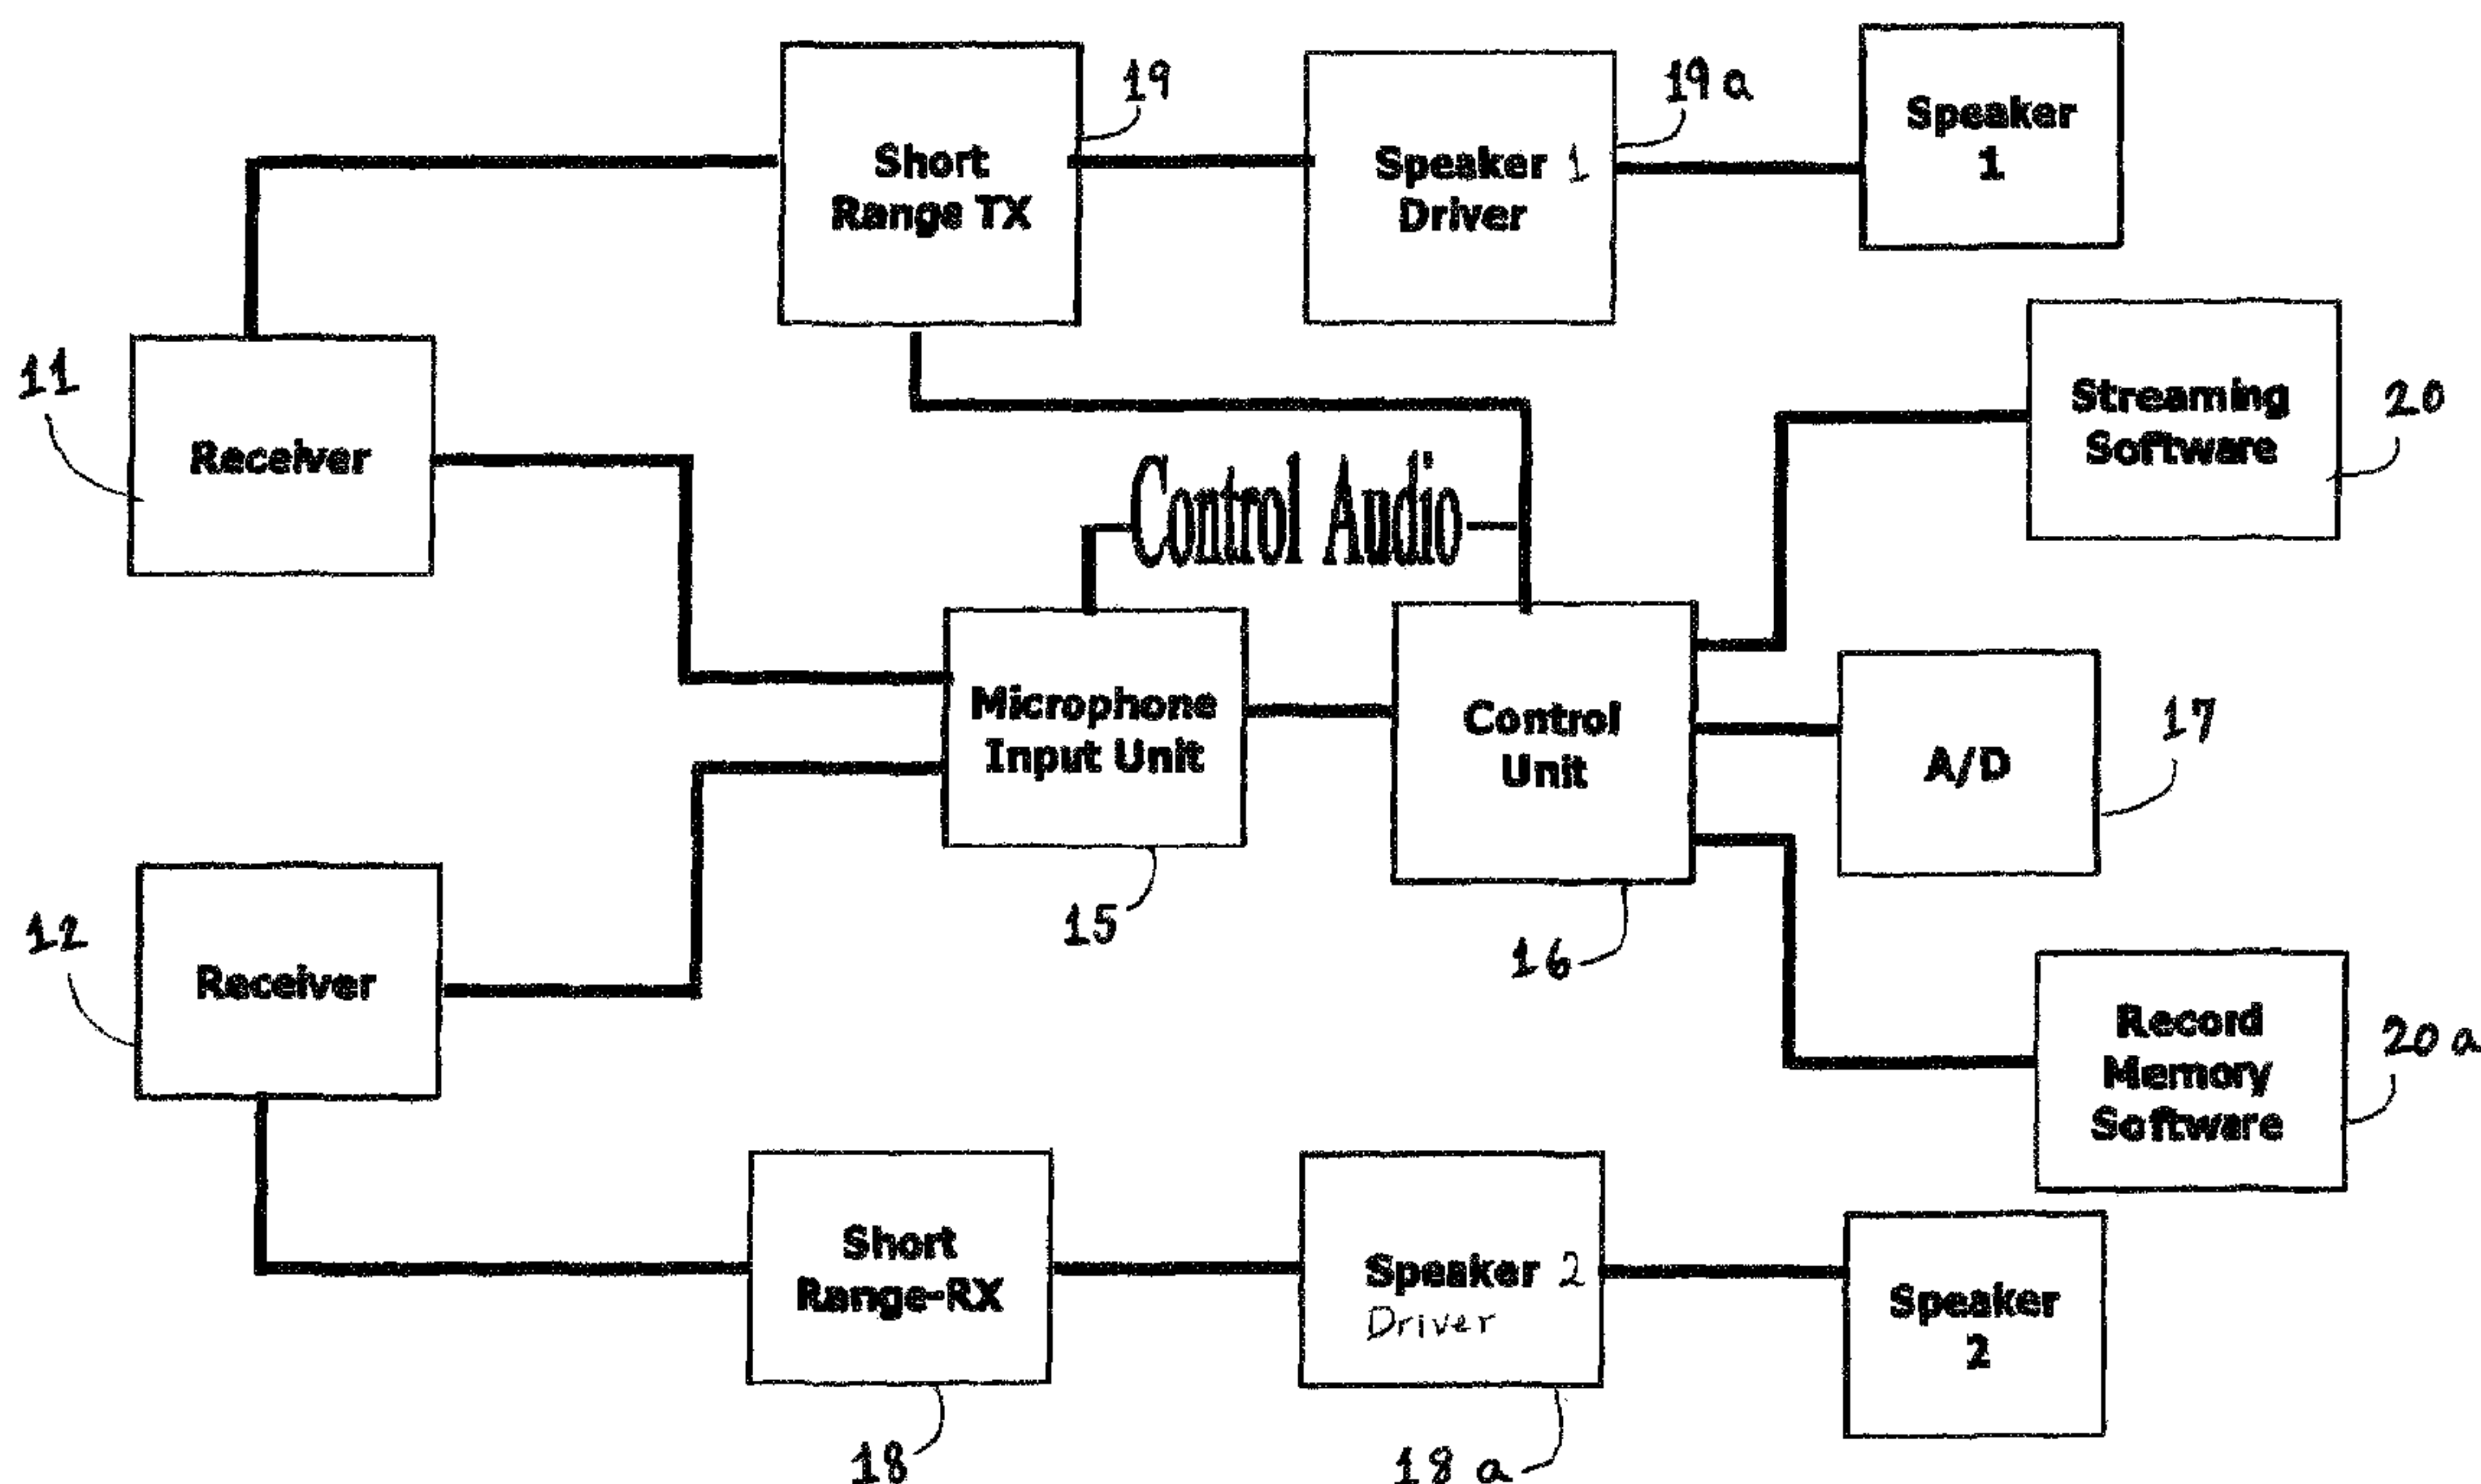 19
19a
Speaker
1
Short
Range TX
Speaker 1
Driver
11
Receiver
Streaming
Software
20
Control Audio
Microphone
Input Unit
Control
Unit
A/D
17
15
16
12
Receiver
Record
Memory
Software
20a
Short
Range-RX
Speaker 2
Driver
Speaker
2
18
18a